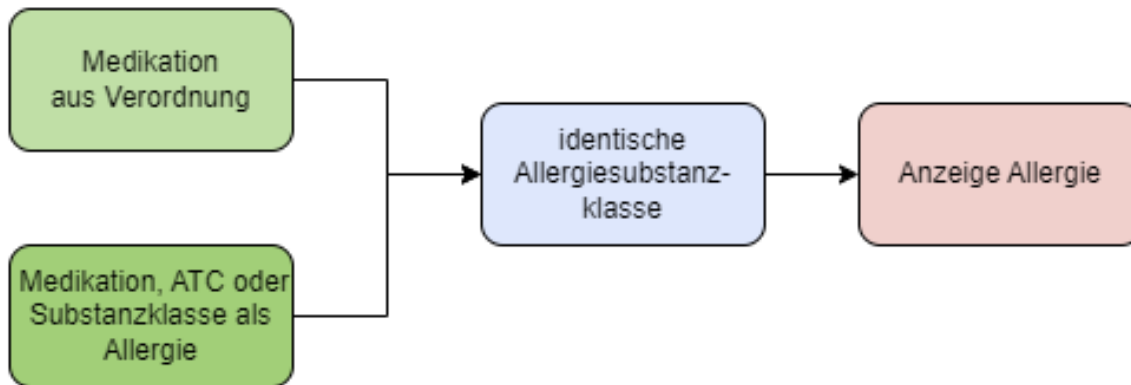 Medikation
aus Verordnung
identische
Allergiesubstanz-
klasse
Anzeige Allergie
Medikation, ATC oder
Substanzklasse als
Allergie